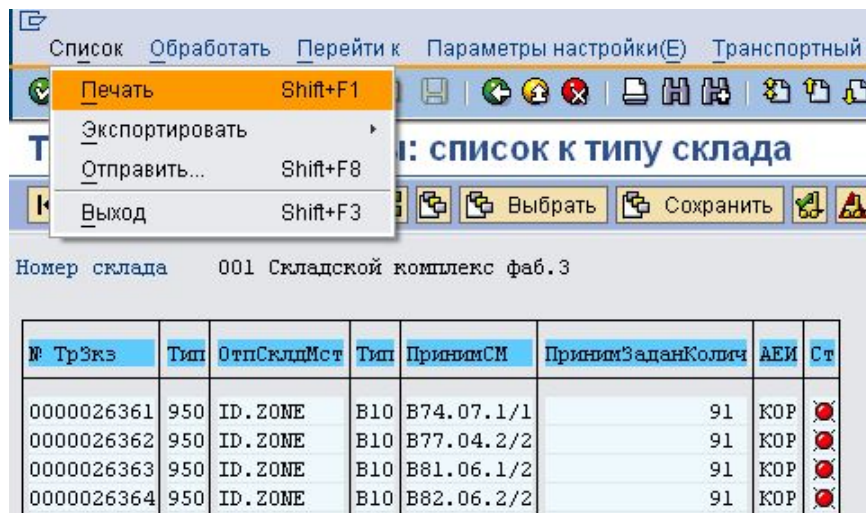 Список Обработать Перейти к Параметры настройки(Е) Транспортный
Печать Shift+F1
Экспортировать
Отправить... Shift+F8
Выход Shift+F3
Т : список к типу склада
Выбрать Сохранить
Номер склада 001 Складской комплекс фаб.3
№ ТрЗкз Тип ОтпСклдМст Тип ПринимСМ ПринимЗаданКолич АЕИ Ст
0000026361 950 ID.ZONE B10 B74.07.1/1 91 КОР
0000026362 950 ID.ZONE B10 B77.04.2/2 91 КОР
0000026363 950 ID.ZONE B10 B81.06.1/2 91 КОР
0000026364 950 ID.ZONE B10 B82.06.2/2 91 КОР